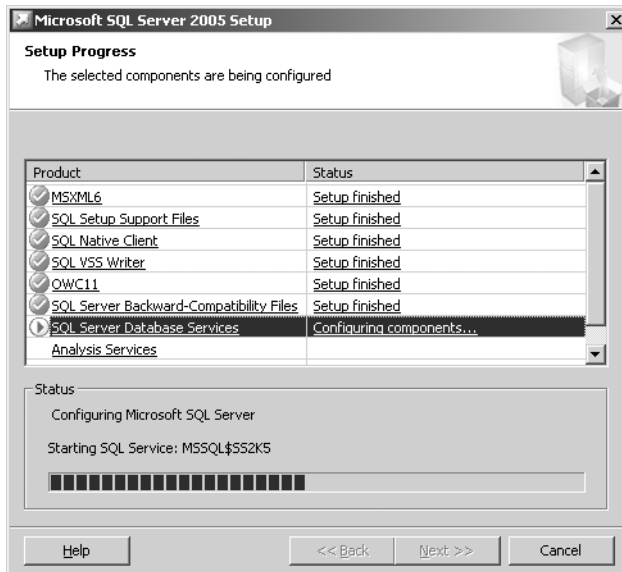 Microsoft SQL Server 2005 Setup
Setup Progress
The selected components are being configured
Product Status
MSXML6 Setup finished
SQL Setup Support Files Setup finished
SQL Native Client Setup finished
SQL VSS Writer Setup finished
OWC11 Setup finished
SQL Server Backward-Compatibility Files Setup finished
SQL Server Database Services Configuring components...
Analysis Services
Status
Configuring Microsoft SQL Server
Starting SQL Service: MSSQL$SS2K5
Help << Back Next >> Cancel